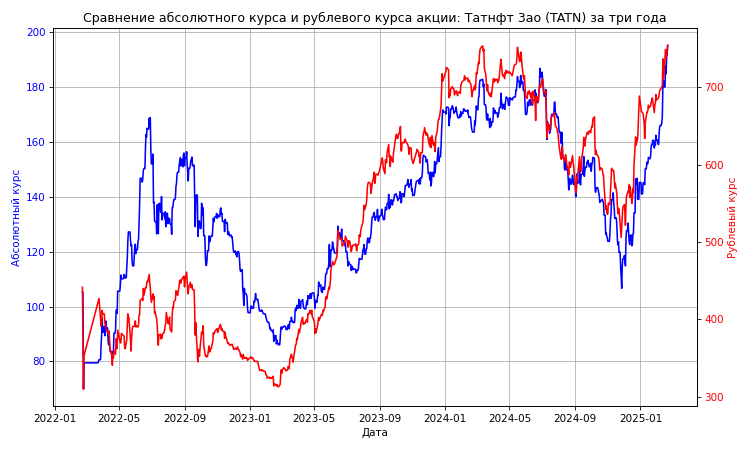 Сравнение абсолютного курса и рублевого курса акции: Татнфт 3ао (TATN) за три года
200
180
160
140
120
100
80
Абсолютный курс
700
600
500
400
300
Рублевый курс
2022-01 2022-05 2022-09 2023-01 2023-05 2023-09 2024-01 2024-05 2024-09 2025-01
Дата